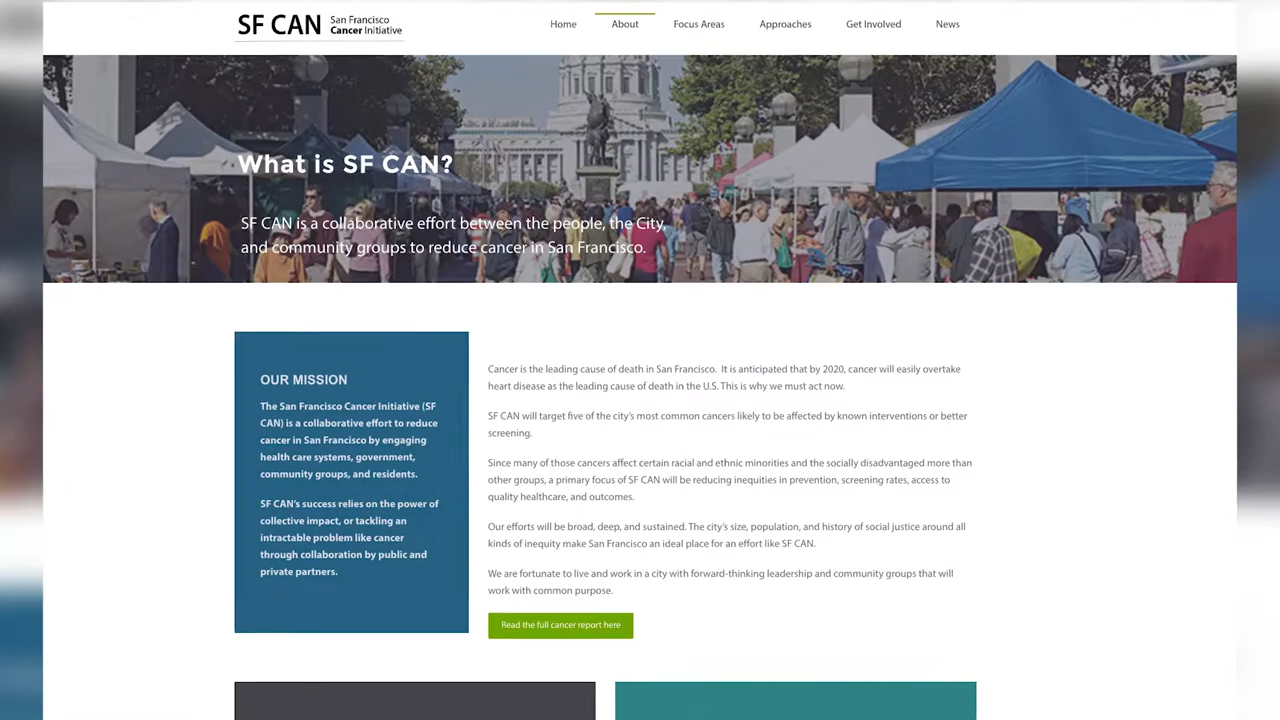 SF CAN
San Francisco
Cancer Initiative
Home
About
Focus Areas
Approaches
Get Involved
News
What is SF CAN?
SF CAN is a collaborative effort between the people, the City,
and community groups to reduce cancer in San Francisco.
OUR MISSION
The San Francisco Cancer Initiative (SF
CAN) is a collaborative effort to reduce
cancer in San Francisco by engaging
health care systems, government,
community groups, and residents.
SF CAN's success relies on the power of
collective impact, or tackling an
intractable problem like cancer
through collaboration by public and
private partners.
Cancer is the leading cause of death in San Francisco. It is anticipated that by 2020, cancer will easily overtake
heart disease as the leading cause of death in the U.S. This is why we must act now.
SF CAN will target five of the city's most common cancers likely to be affected by known interventions or better
screening.
Since many of those cancers affect certain racial and ethnic minorities and the socially disadvantaged more than
other groups, a primary focus of SF CAN will be reducing inequities in prevention, screening rates, access to
quality healthcare, and outcomes.
Our efforts will be broad, deep, and sustained. The city's size, population, and history of social justice around all
kinds of inequity make San Francisco an ideal place for an effort like SF CAN.
We are fortunate to live and work in a city with forward-thinking leadership and community groups that will
work with common purpose.
Read the full cancer report here